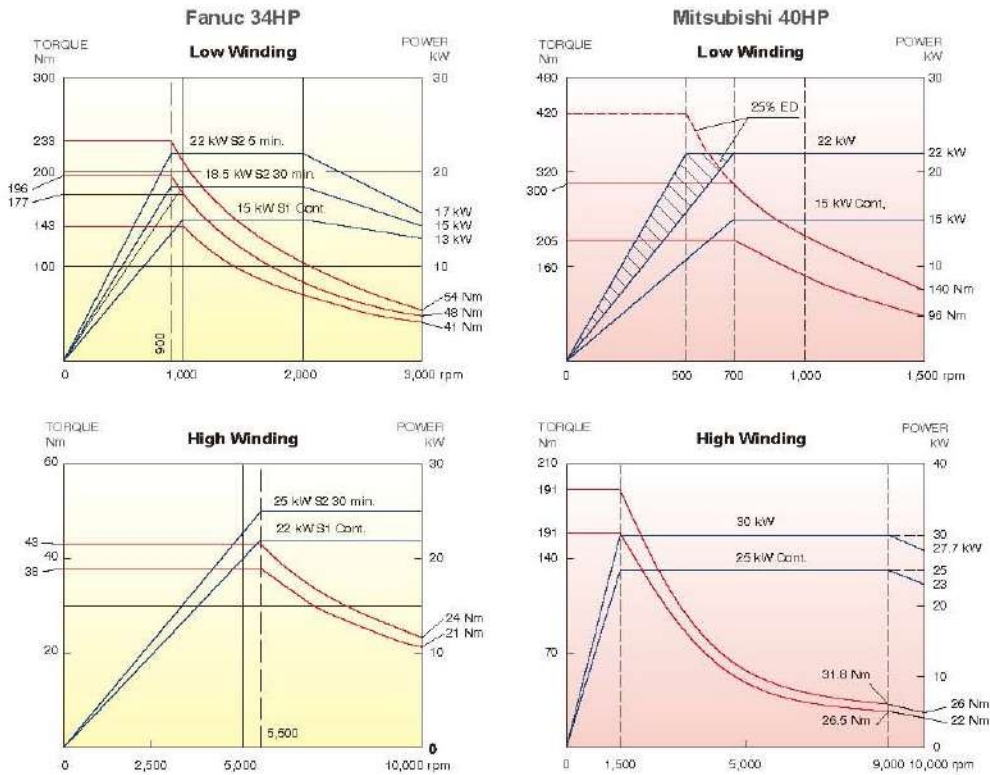 Fanuc 34HP
Mitsubishi 40HP
TORQUE
Nm
Low Winding
POWER
kW
300
233
200
196
177
143
100
30
20
10
22 kW S2 5 min.
18.5 kW S2 30 min.
15 kW S1 Cont.
17 kW
15 kW
13 kW
54 Nm
48 Nm
41 Nm
900
0
1,000
2,000
3,000 rpm
TORQUE
Nm
Low Winding
POWER
kW
480
420
320
300
205
160
30
22 kW
20
15 kW
10
25% ED
22 kW
15 kW Cont,
140 Nm
96 Nm
0
0
500
700
1,000
1,500 rpm
TORQUE
Nm
High Winding
POWER
kW
60
43
40
38
20
30
20
10
0
25 kW S2 30 min.
22 kW S1 Cont.
24 Nm
21 Nm
5,500
0
2,500
5,000
10,000 rpm
TORQUE
Nm
High Winding
POWER
kW
210
191
191
140
70
40
30
27.7 kW
25
23
20
10
0
30 kW
25 kW Cont.
31.8 Nm
26.5 Nm
26 Nm
22 Nm
0
1,500
5,000
9,000 10,000 rpm